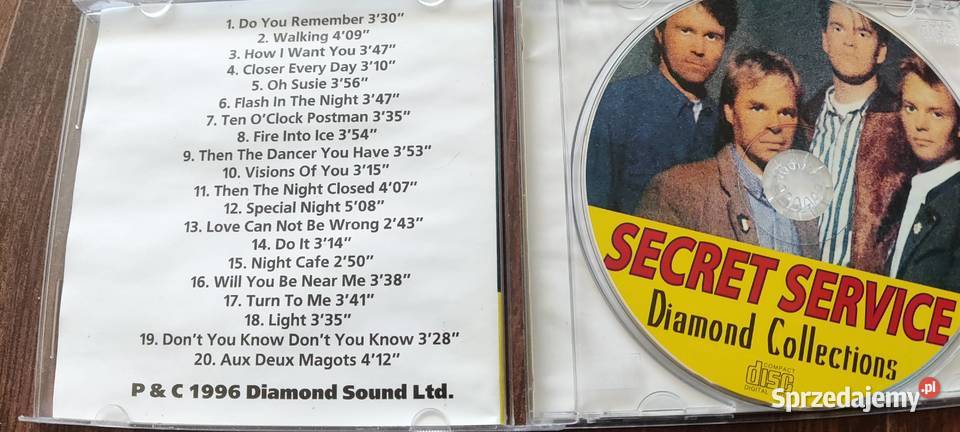 1. Do You Remember 3'30"
2. Walking 4'09"
3. How I Want You 3'47"
4. Closer Every Day 3'10"
5. Oh Susie 3'56"
6. Flash In The Night 3'47"
7. Ten O'Clock Postman 3'35"
8. Fire Into Ice 3'54"
9. Then The Dancer You Have 3'53"
10. Visions Of You 3'15"
11. Then The Night Closed 4'07"
12. Special Night 5'08"
13. Love Can Not Be Wrong 2'43"
14. Do It 3'14"
15. Night Cafe 2'50"
16. Will You Be Near Me 3'38"
17. Turn To Me 3'41"
18. Light 3'35"
19. Don't You Know Don't You Know 3'28"
20. Aux Deux Magots 4'12"
P & C 1996 Diamond Sound Ltd.
SECRET SERVICE
Diamond Collections
COMPACT
disc
DIGITAL
Sprzedajemy.pl